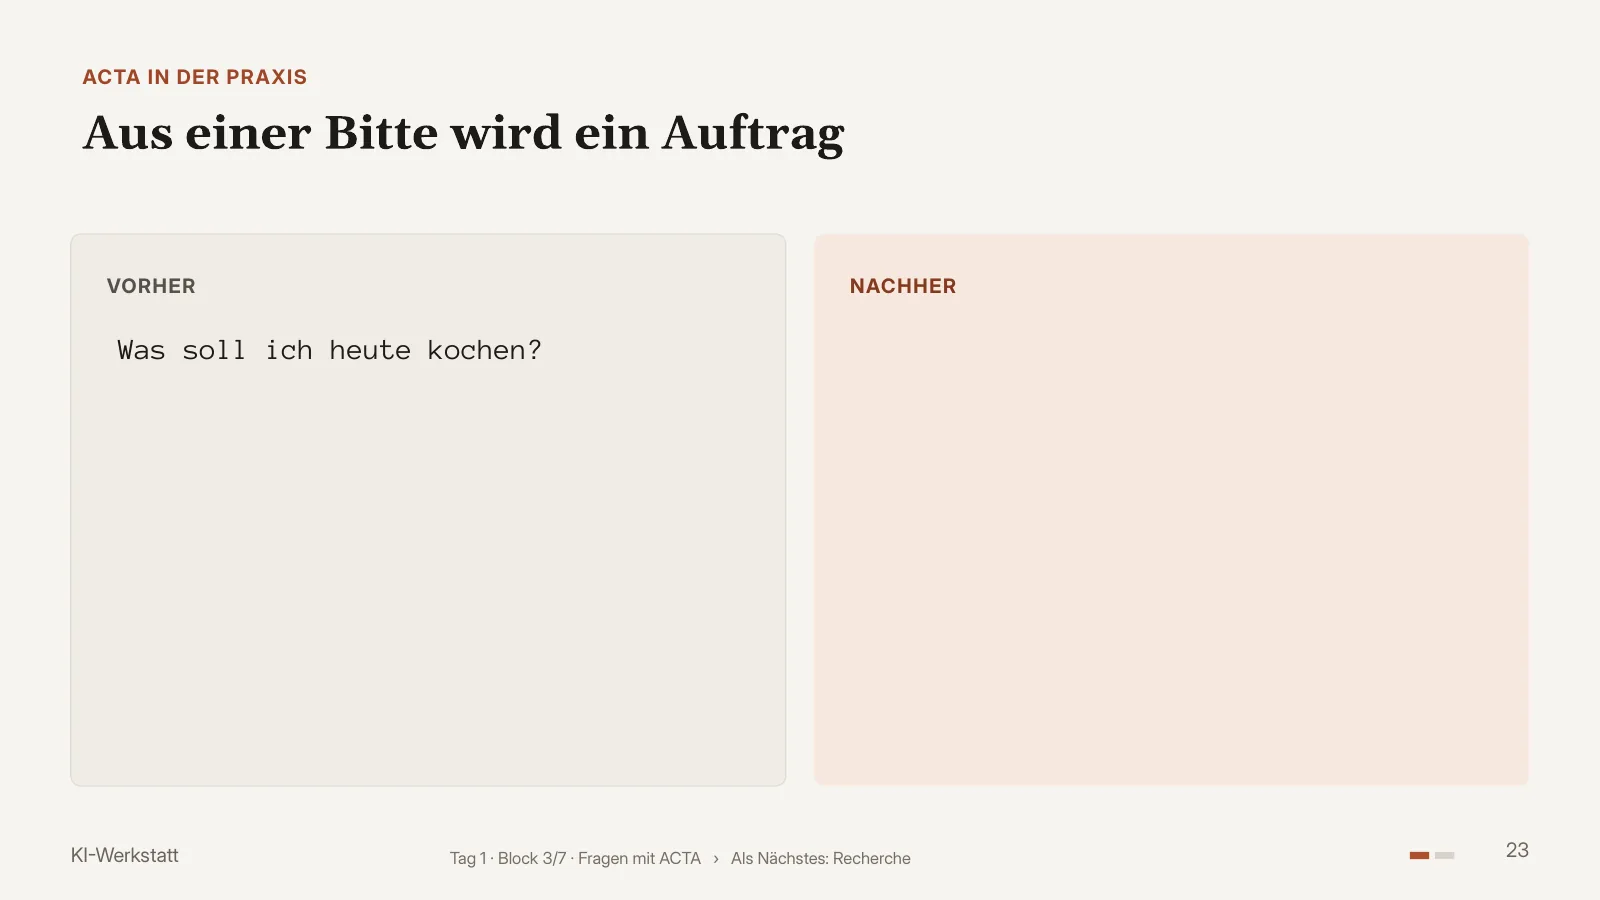 ACTA IN DER PRAXIS
Aus einer Bitte wird ein Auftrag
VORHER
Was soll ich heute kochen?
NACHHER
KI-Werkstatt
Tag 1 · Block 3/7 · Fragen mit ACTA › Als Nächstes: Recherche
23